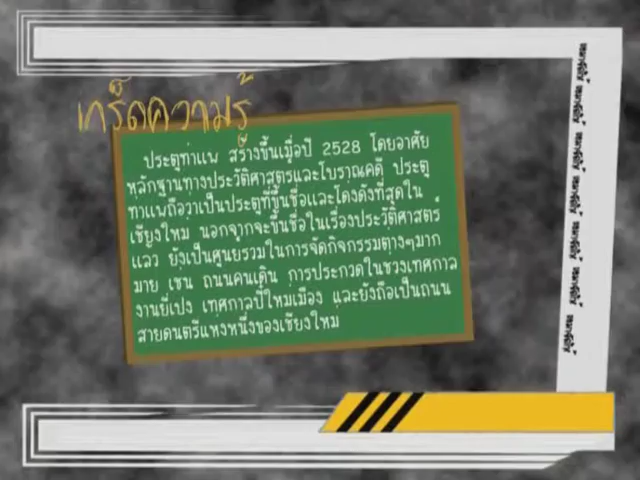 เกร็ดความรู้
ประตูท่าแพ สร้างขึ้นเมื่อปี 2528 โดยอาศัย
หลักฐานทางประวัติศาสตร์และโบราณคดี ประตู
ท่าแพถือว่าเป็นประตูที่ขึ้นชื่อและโด่งดังที่สุดใน
เชียงใหม่ นอกจากจะขึ้นชื่อในเรื่องประวัติศาสตร์
แล้ว ยังเป็นศูนย์รวมในการจัดกิจกรรมต่างๆมาก
มาย เช่น ถนนคนเดิน การประกวดในช่วงเทศกาล
งานยี่เป็ง เทศกาลปี๋ใหม่เมือง และยังถือเป็นถนน
สายดนตรีแห่งหนึ่งของเชียงใหม่